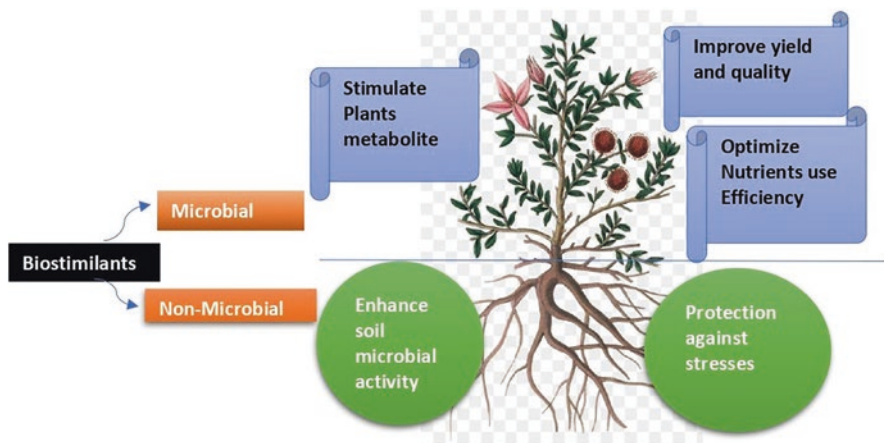 Biostimilants
Microbial
Non-Microbial
Stimulate
Plants
metabolite
Improve yield
and quality
Optimize
Nutrients use
Efficiency
Enhance
soil
microbial
activity
Protection
against
stresses